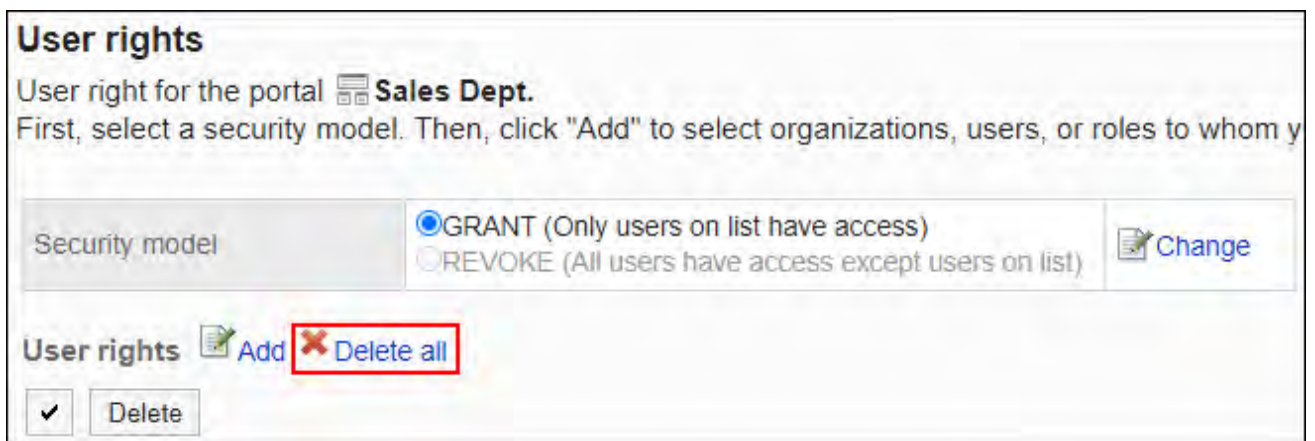 User rights
User right for the portal Sales Dept.
First, select a security model. Then, click "Add" to select organizations, users, or roles to whom y
Security model
GRANT (Only users on list have access)
REVOKE (All users have access except users on list)
Change
User rights Add Delete all
Delete